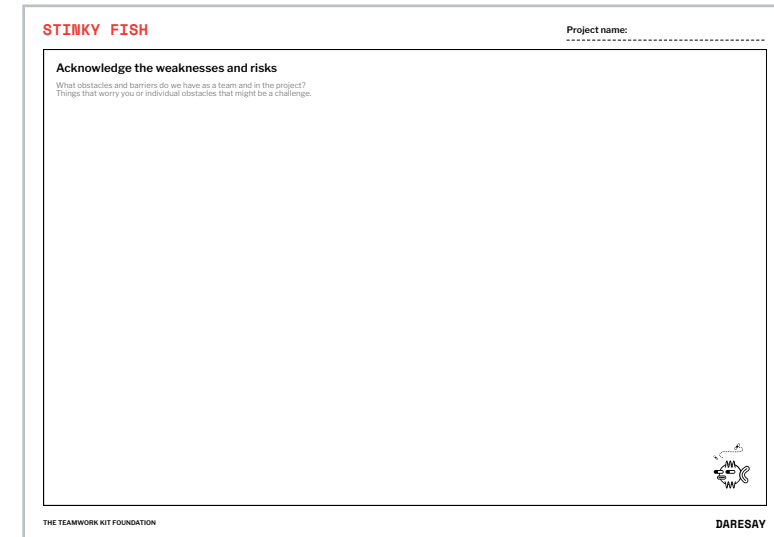 STINKY FISH
Project name:
Acknowledge the weaknesses and risks
What obstacles and barriers do we have as a team and in the project?
Things that worry you or individual obstacles that might be a challenge.
THE TEAMWORK KIT FOUNDATION
DARESAY